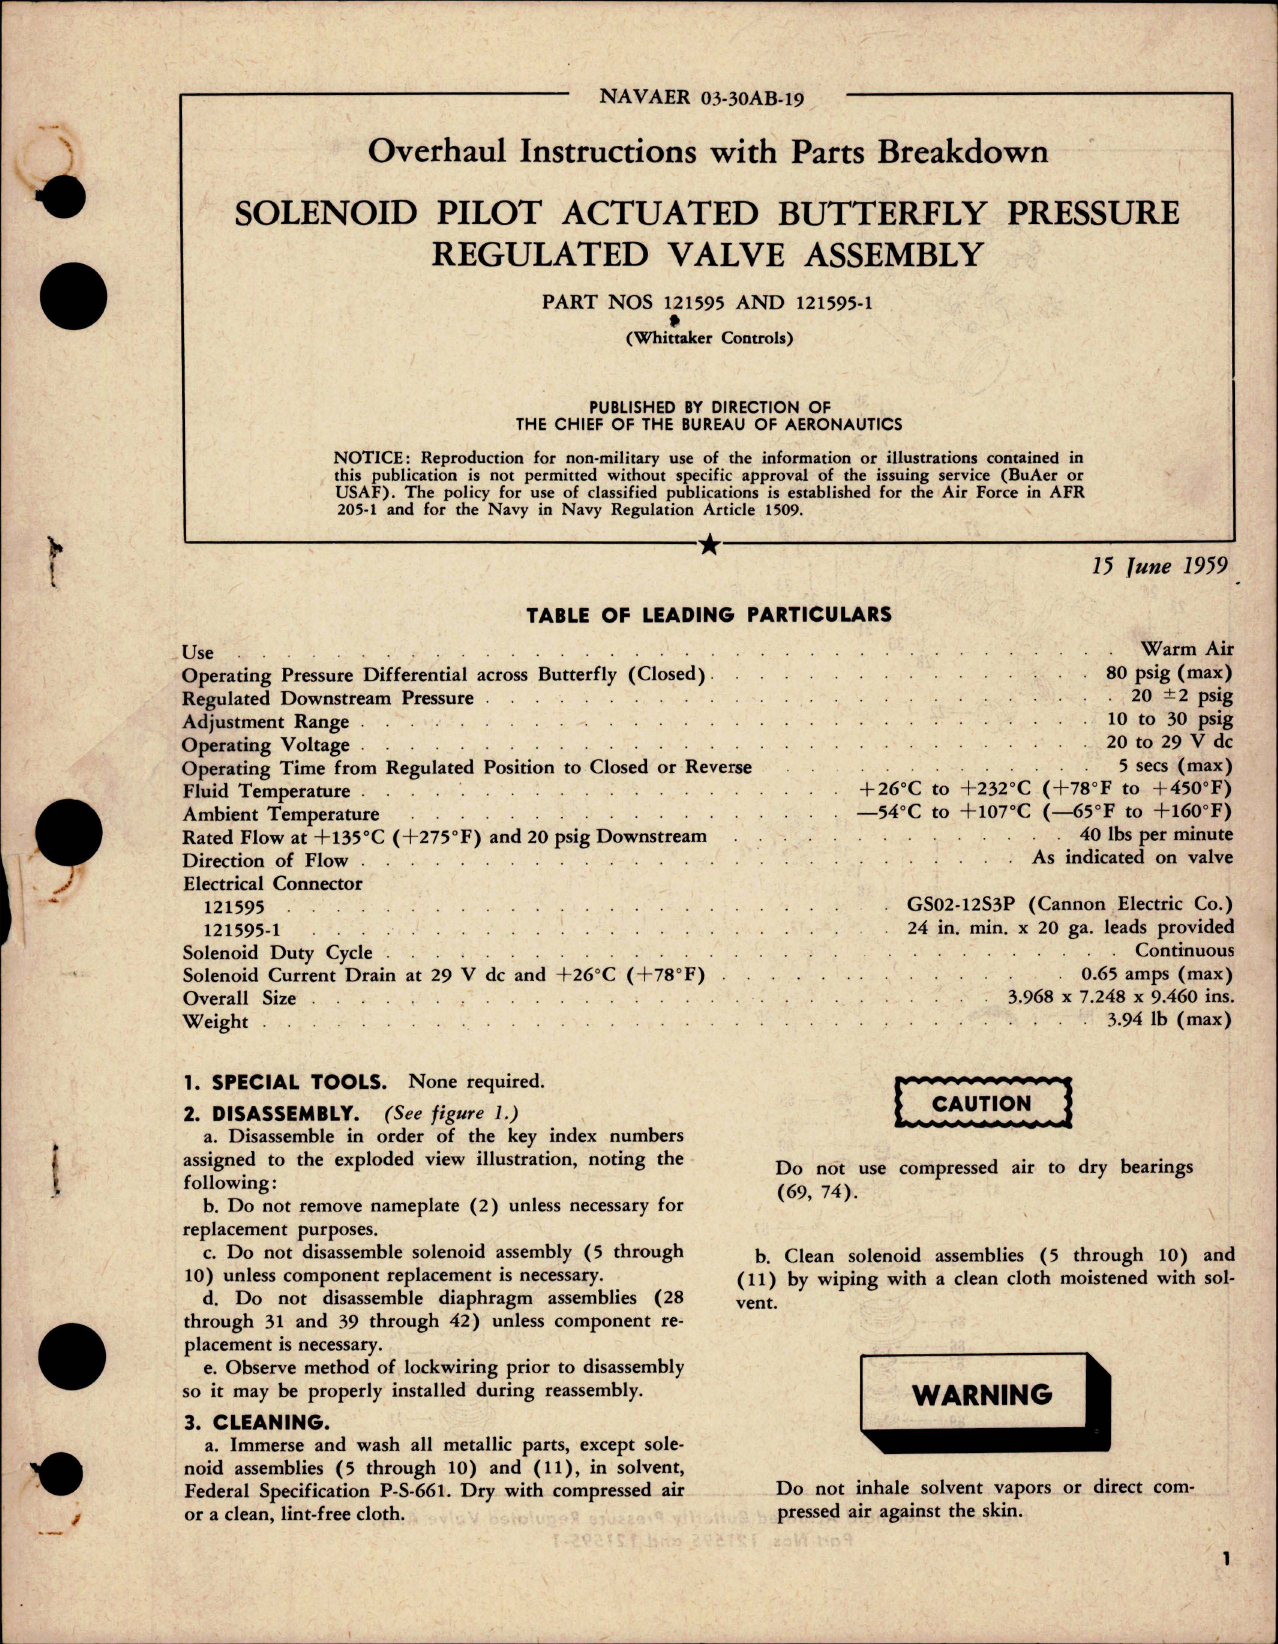 NAVAER 03-30AB-19
Overhaul Instructions with Parts Breakdown
SOLENOID PILOT ACTUATED BUTTERFLY PRESSURE
REGULATED VALVE ASSEMBLY
PART NOS 121595 AND 121595-1
(Whittaker Controls)
PUBLISHED BY DIRECTION OF
THE CHIEF OF THE BUREAU OF AERONAUTICS
NOTICE: Reproduction for non-military use of the information or illustrations contained in
this publication is not permitted without specific approval of the issuing service (BuAer or
USAF). The policy for use of classified publications is established for the Air Force in AFR
205-1 and for the Navy in Navy Regulation Article 1509.
15 June 1959
TABLE OF LEADING PARTICULARS
Use Warm Air
Operating Pressure Differential across Butterfly (Closed) 80 psig (max)
Regulated Downstream Pressure 20 ±2 psig
Adjustment Range 10 to 30 psig
Operating Voltage 20 to 29 V dc
Operating Time from Regulated Position to Closed or Reverse 5 secs (max)
Fluid Temperature +26°C to +232°C (+78°F to +450°F)
Ambient Temperature —54°C to +107°C (—65°F to +160°F)
Rated Flow at +135°C (+275°F) and 20 psig Downstream 40 lbs per minute
Direction of Flow As indicated on valve
Electrical Connector
121595 GS02-12S3P (Cannon Electric Co.)
121595-1 24 in. min. x 20 ga. leads provided
Solenoid Duty Cycle Continuous
Solenoid Current Drain at 29 V dc and +26°C (+78°F) 0.65 amps (max)
Overall Size 3.968 x 7.248 x 9.460 ins.
Weight 3.94 lb (max)
1. SPECIAL TOOLS. None required.
2. DISASSEMBLY. (See figure 1.)
a. Disassemble in order of the key index numbers
assigned to the exploded view illustration, noting the
following:
b. Do not remove nameplate (2) unless necessary for
replacement purposes.
c. Do not disassemble solenoid assembly (5 through
10) unless component replacement is necessary.
d. Do not disassemble diaphragm assemblies (28
through 31 and 39 through 42) unless component re-
placement is necessary.
e. Observe method of lockwiring prior to disassembly
so it may be properly installed during reassembly.
3. CLEANING.
a. Immerse and wash all metallic parts, except sole-
noid assemblies (5 through 10) and (11), in solvent,
Federal Specification P-S-661. Dry with compressed air
or a clean, lint-free cloth.
CAUTION
Do not use compressed air to dry bearings
(69, 74).
b. Clean solenoid assemblies (5 through 10) and
(11) by wiping with a clean cloth moistened with sol-
vent.
WARNING
Do not inhale solvent vapors or direct com-
pressed air against the skin.
1